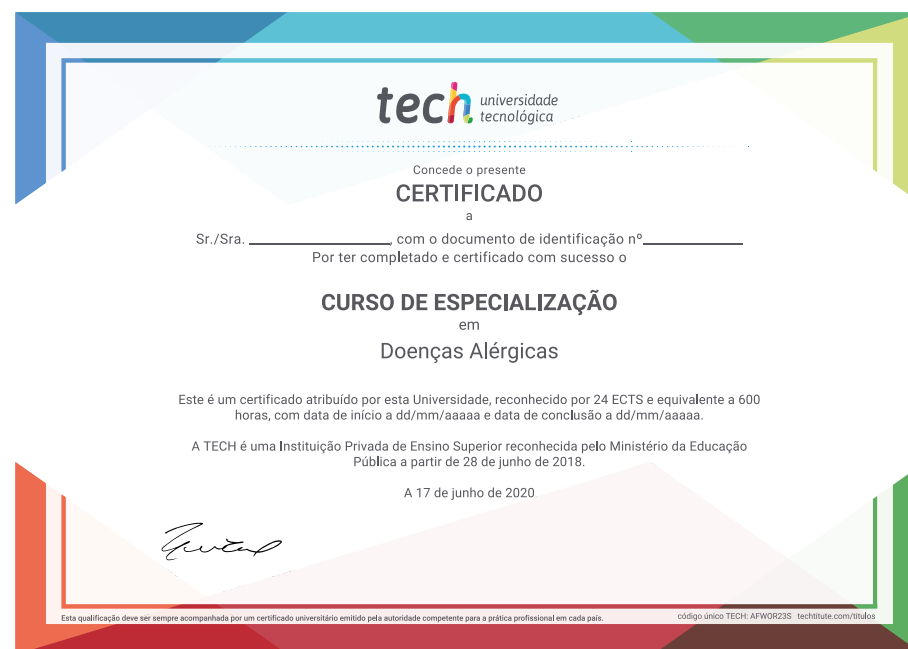 tech universidade
tecnológica
Concede o presente
CERTIFICADO
a
Sr./Sra. ________________, com o documento de identificação nº____________
Por ter completado e certificado com sucesso o
CURSO DE ESPECIALIZAÇÃO
em
Doenças Alérgicas
Este é um certificado atribuído por esta Universidade, reconhecido por 24 ECTS e equivalente a 600
horas, com data de início a dd/mm/aaaaa e data de conclusão a dd/mm/aaaaa.
A TECH é uma Instituição Privada de Ensino Superior reconhecida pelo Ministério da Educação
Pública a partir de 28 de junho de 2018.
A 17 de junho de 2020
Esta qualificação deve ser sempre acompanhada por um certificado universitário emitido pela autoridade competente para a prática profissional em cada país.
código único TECH: AFWOR23S techtitute.com/titulos